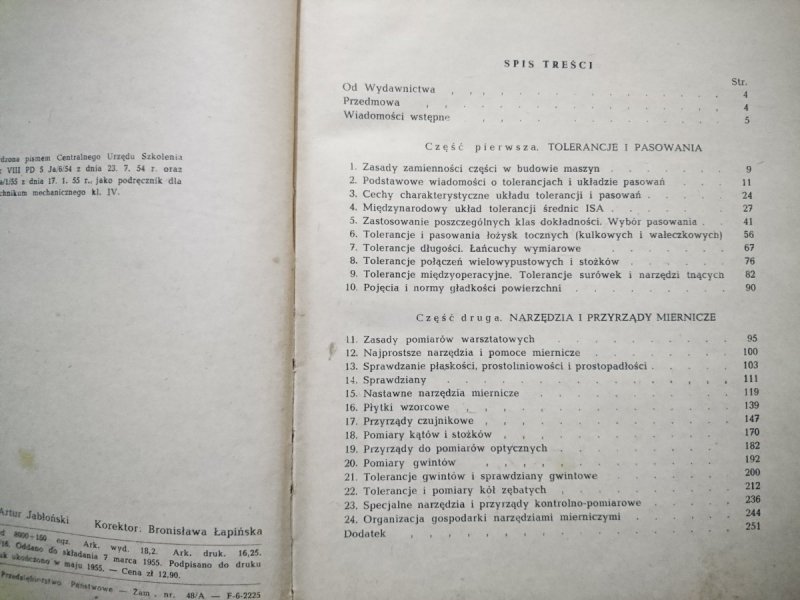 dzona pismem Centralnego Urzędu Szkolenia
VIII PD 5 Ja/6/54 z dnia 23. 7. 54 r. oraz
a/1/55 z dnia 17. 1. 55 r., jako podręcznik dla
chnikum mechanicznego kl. IV.
Artur Jabłoński Korektor: Bronisława Łapińska
8000+160 egz. Ark. wyd. 18,2. Ark. druk. 16,25.
/16. Oddano do składania 7 marca 1955. Podpisano do druku
ukończono w maju 1955. — Cena zł 12,90.
Przedsiębiorstwo Państwowe — Zam. nr. 48/A — F-6-2225
SPIS TREŚCI
Str.
Od Wydawnictwa 4
Przedmowa 4
Wiadomości wstępne 5
Część pierwsza. TOLERANCJE I PASOWANIA
1. Zasady zamienności części w budowie maszyn 9
2. Podstawowe wiadomości o tolerancjach i układzie pasowań 11
3. Cechy charakterystyczne układu tolerancji i pasowań 24
4. Międzynarodowy układ tolerancji średnic ISA 27
5. Zastosowanie poszczególnych klas dokładności. Wybór pasowania 41
6. Tolerancje i pasowania łożysk tocznych (kulkowych i wałeczkowych) 56
7. Tolerancje długości. Łańcuchy wymiarowe 67
8. Tolerancje połączeń wielowypustowych i stożków 76
9. Tolerancje międzyoperacyjne. Tolerancje surówek i narzędzi tnących 82
10. Pojęcia i normy gładkości powierzchni 90
Część druga. NARZĘDZIA I PRZYRZĄDY MIERNICZE
11. Zasady pomiarów warsztatowych 95
12. Najprostsze narzędzia i pomoce miernicze 100
13. Sprawdzanie płaskości, prostoliniowości i prostopadłości 103
14. Sprawdziany 111
15. Nastawne narzędzia miernicze 119
16. Płytki wzorcowe 139
17. Przyrządy czujnikowe 147
18. Pomiary kątów i stożków 170
19. Przyrządy do pomiarów optycznych 182
20. Pomiary gwintów 192
21. Tolerancje gwintów i sprawdziany gwintowe 200
22. Tolerancje i pomiary kół zębatych 212
23. Specjalne narzędzia i przyrządy kontrolno-pomiarowe 236
24. Organizacja gospodarki narzędziami mierniczymi 244
Dodatek 251